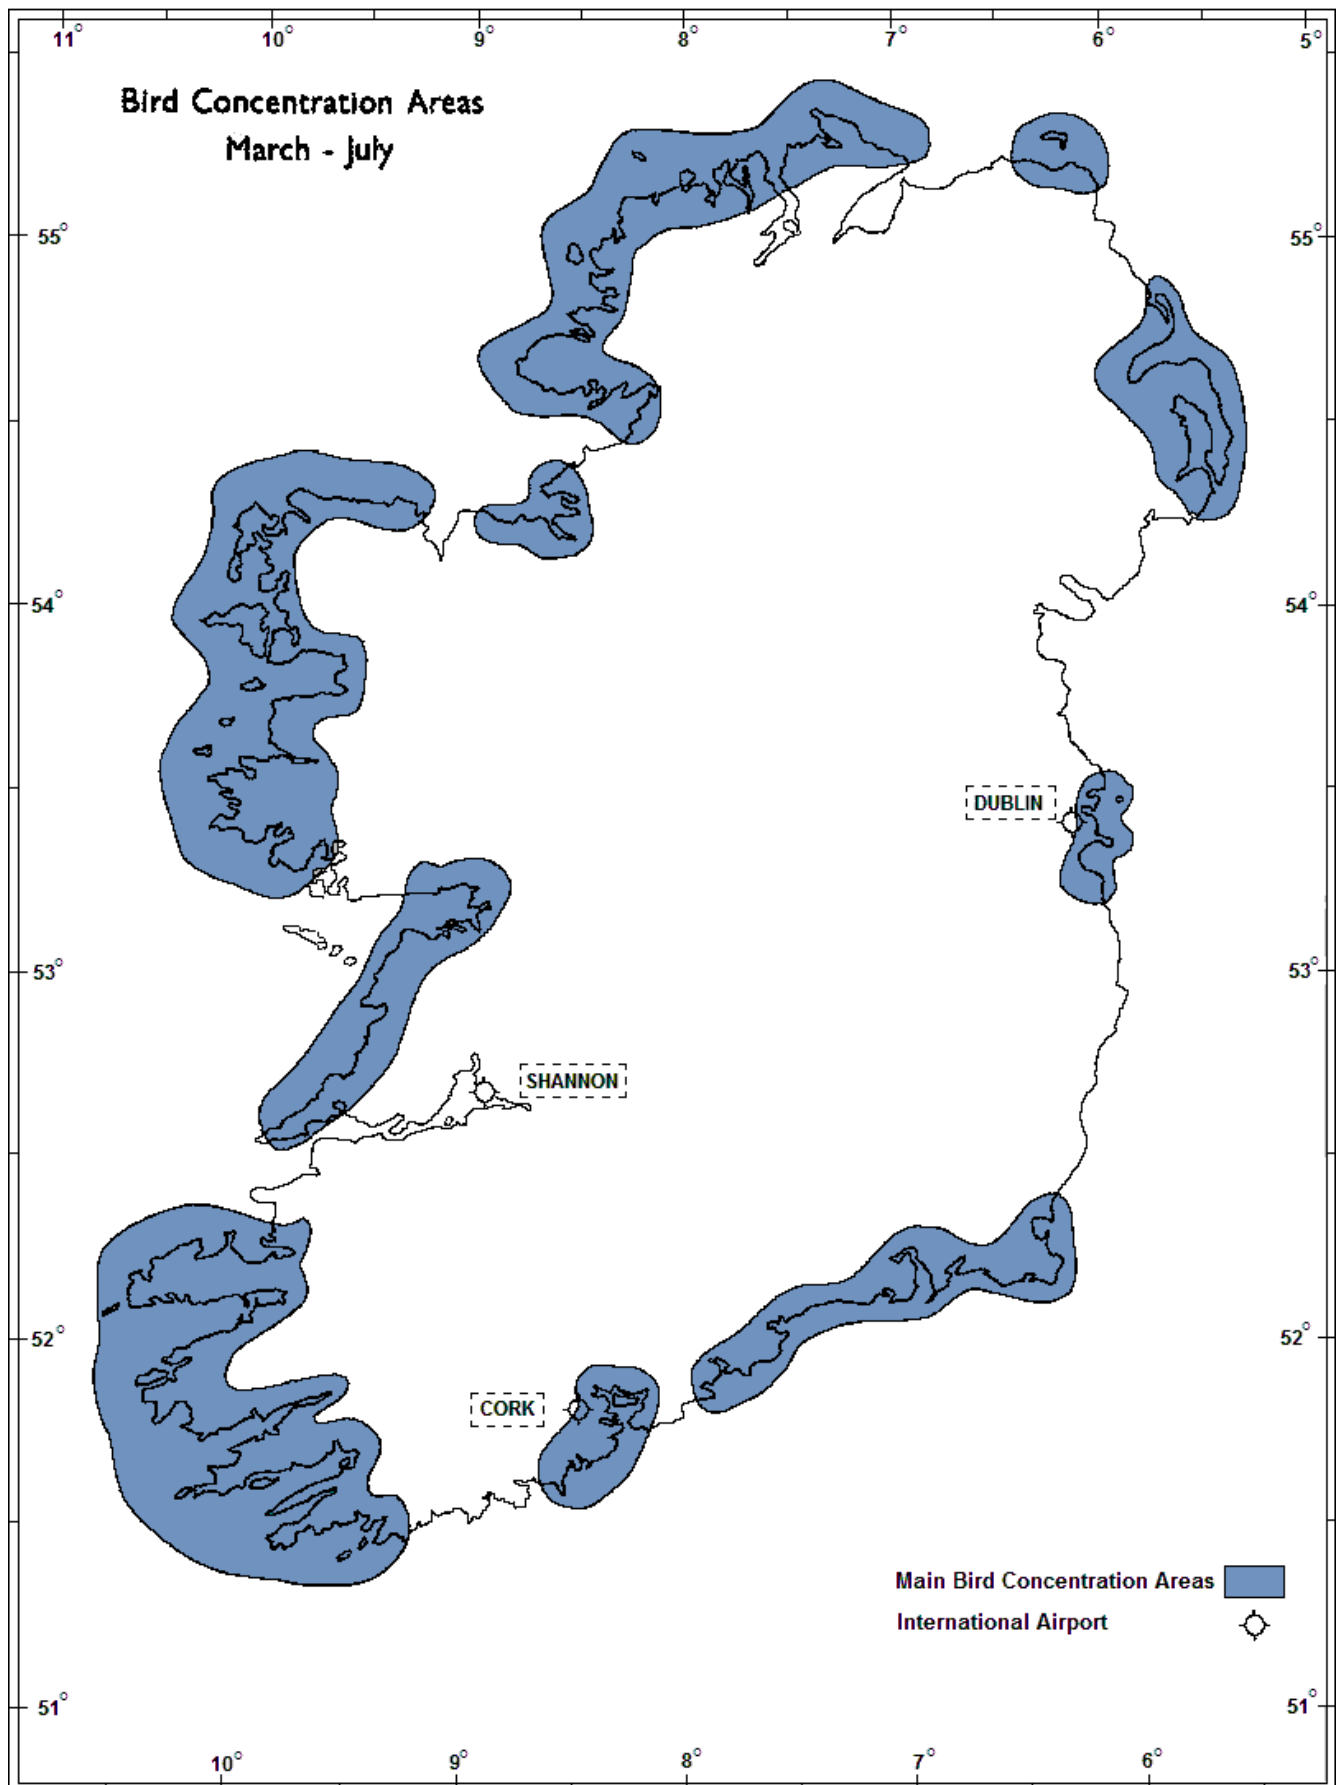 11° 10° 9° 8° 7° 6° 5°
Bird Concentration Areas
March - July
55° 55°
54° 54°
DUBLIN
53° 53°
SHANNON
52° 52°
CORK
Main Bird Concentration Areas
International Airport
51° 51°
10° 9° 8° 7° 6°